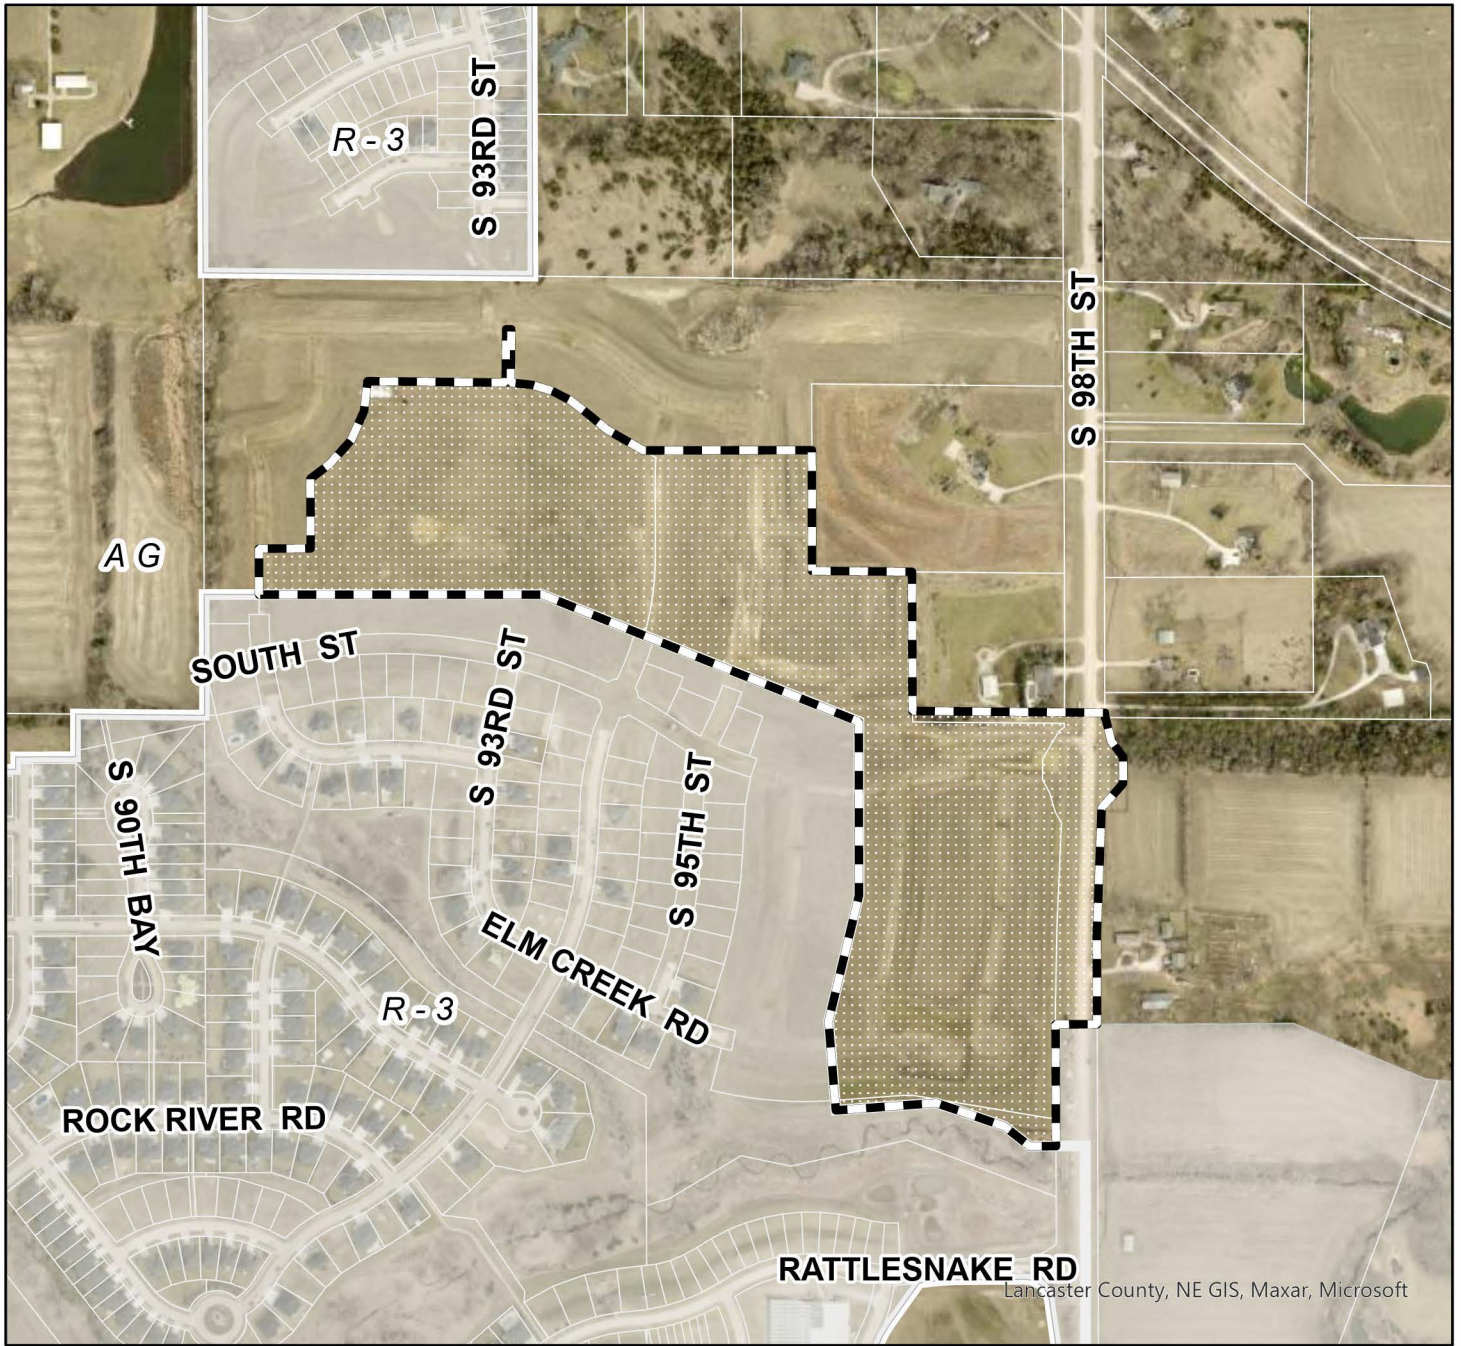 S 93RD ST
R - 3
S 98TH ST
A G
SOUTH ST
S 93RD ST
S 90TH BAY
S 95TH ST
ELM CREEK RD
R - 3
ROCK RIVER RD
RATTLESNAKE RD
Lancaster County, NE GIS, Maxar, Microsoft